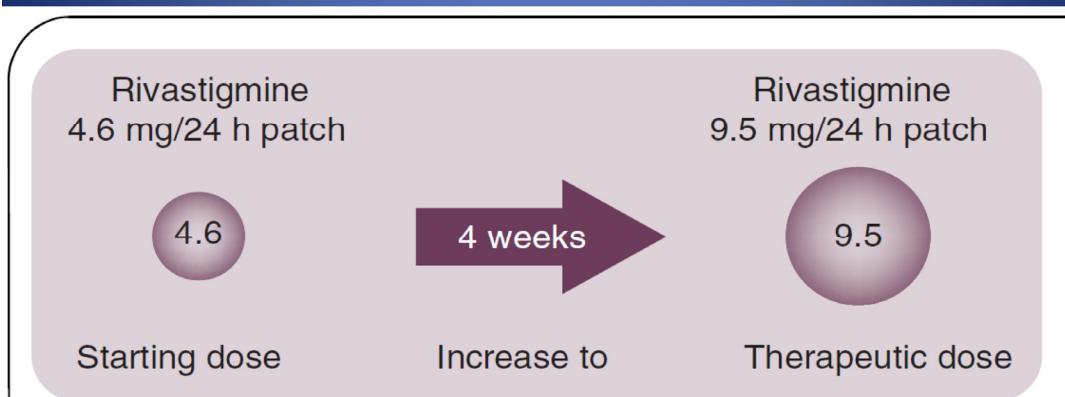 Rivastigmine
4.6 mg/24 h patch
Rivastigmine
9.5 mg/24 h patch
4.6
4 weeks
9.5
Starting dose
Increase to
Therapeutic dose